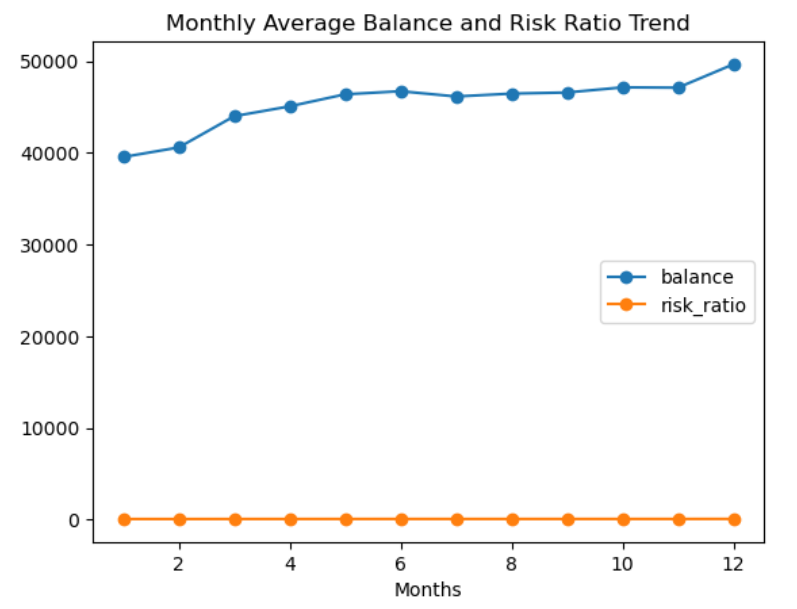 Monthly Average Balance and Risk Ratio Trend
50000
40000
30000
20000
10000
0
balance
risk_ratio
2 4 6 8 10 12
Months